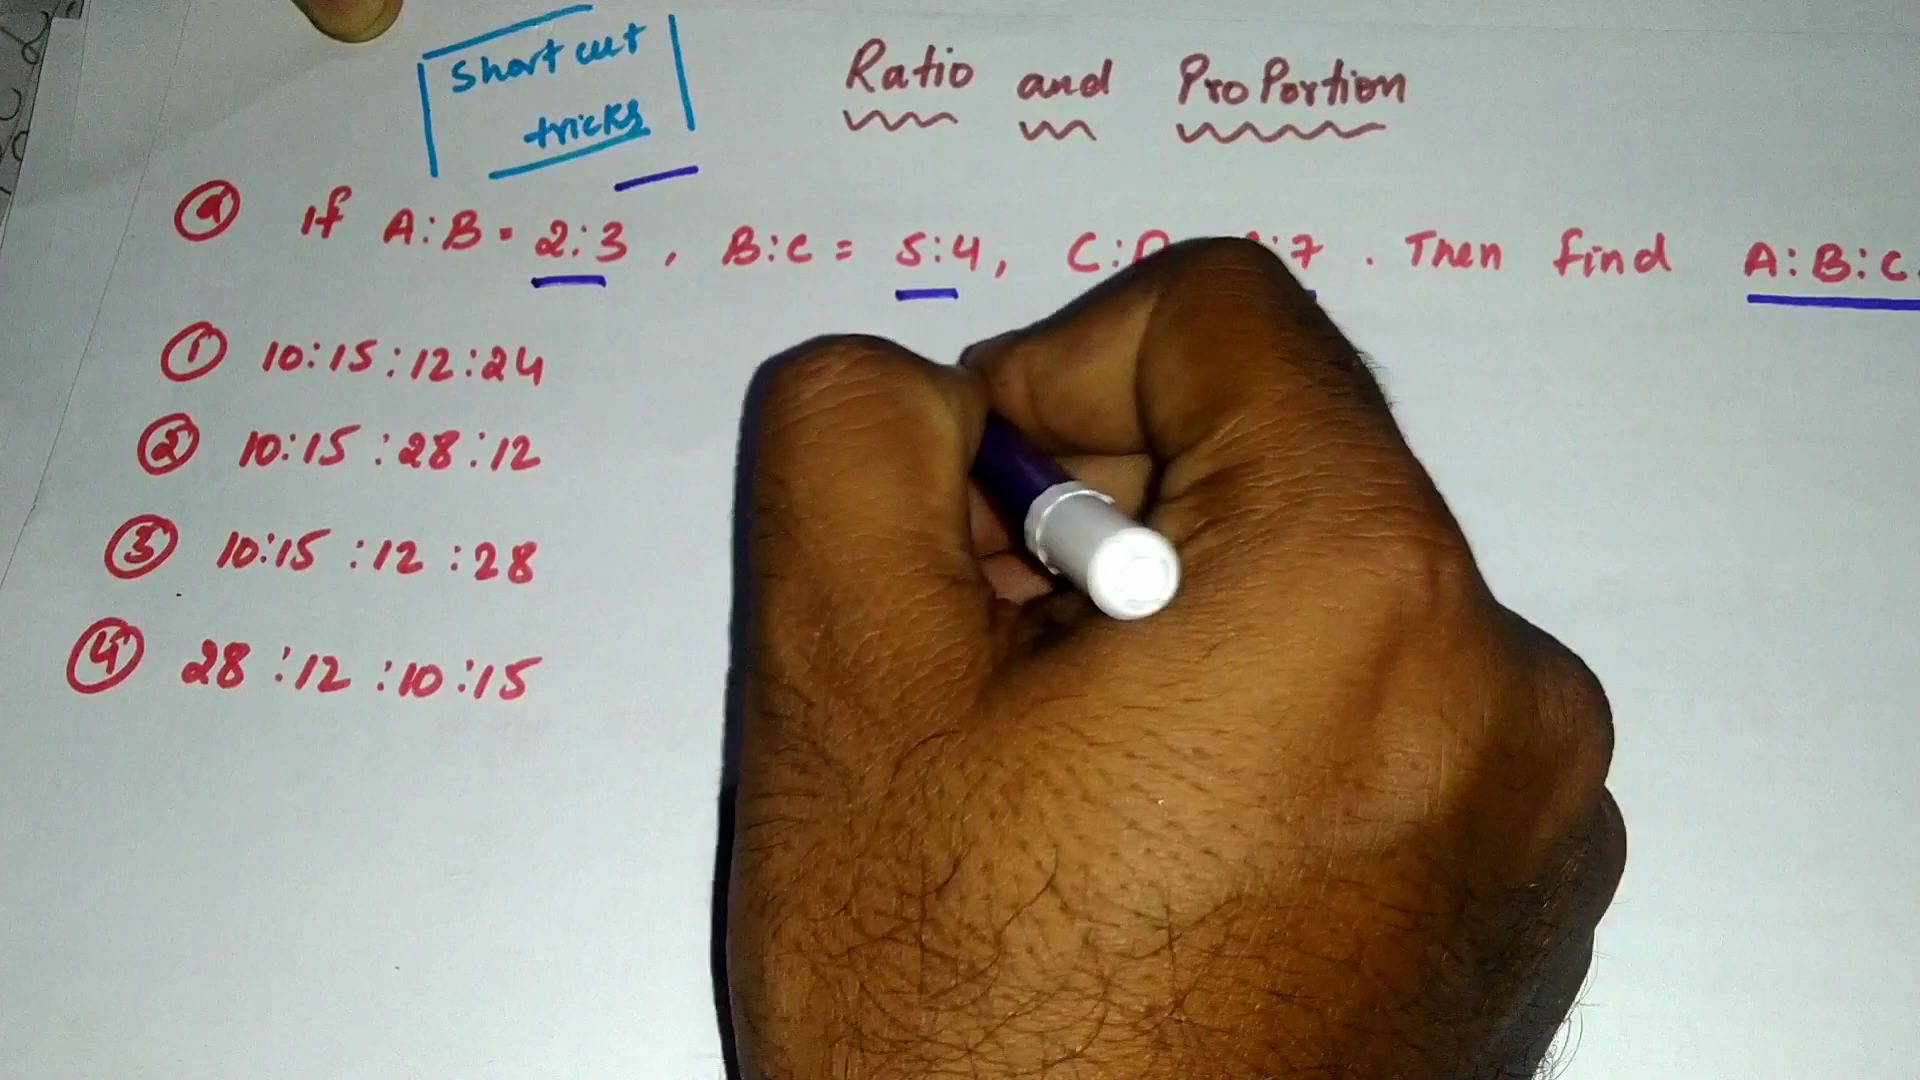 Short cut
tricks
Ratio and ProPortion
Q If A:B = 2:3 , B:C = 5:4, C: :7 . Then find A:B:C
① 10:15:12:24
② 10:15:28:12
③ 10:15:12:28
④ 28:12:10:15